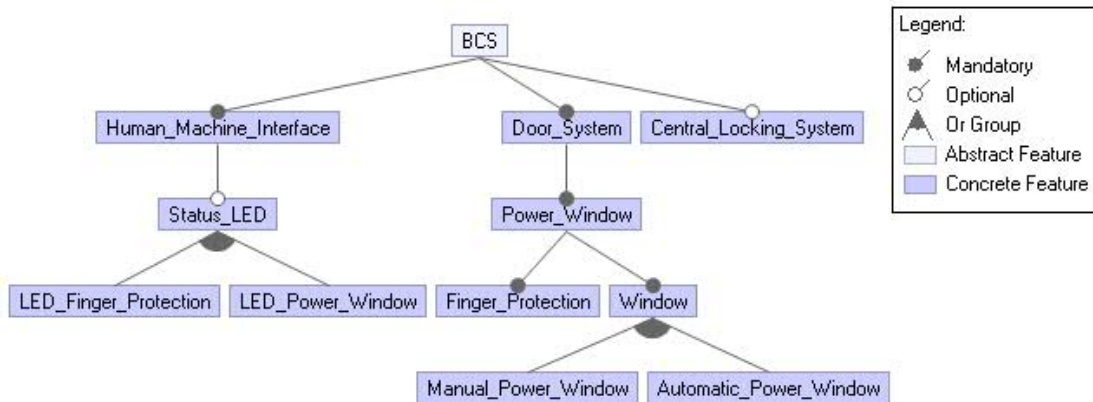 BCS
Human_Machine_Interface
Door_System
Central_Locking_System
Status_LED
Power_Window
LED_Finger_Protection
LED_Power_Window
Finger_Protection
Window
Manual_Power_Window
Automatic_Power_Window
Legend:
Mandatory
Optional
Or Group
Abstract Feature
Concrete Feature